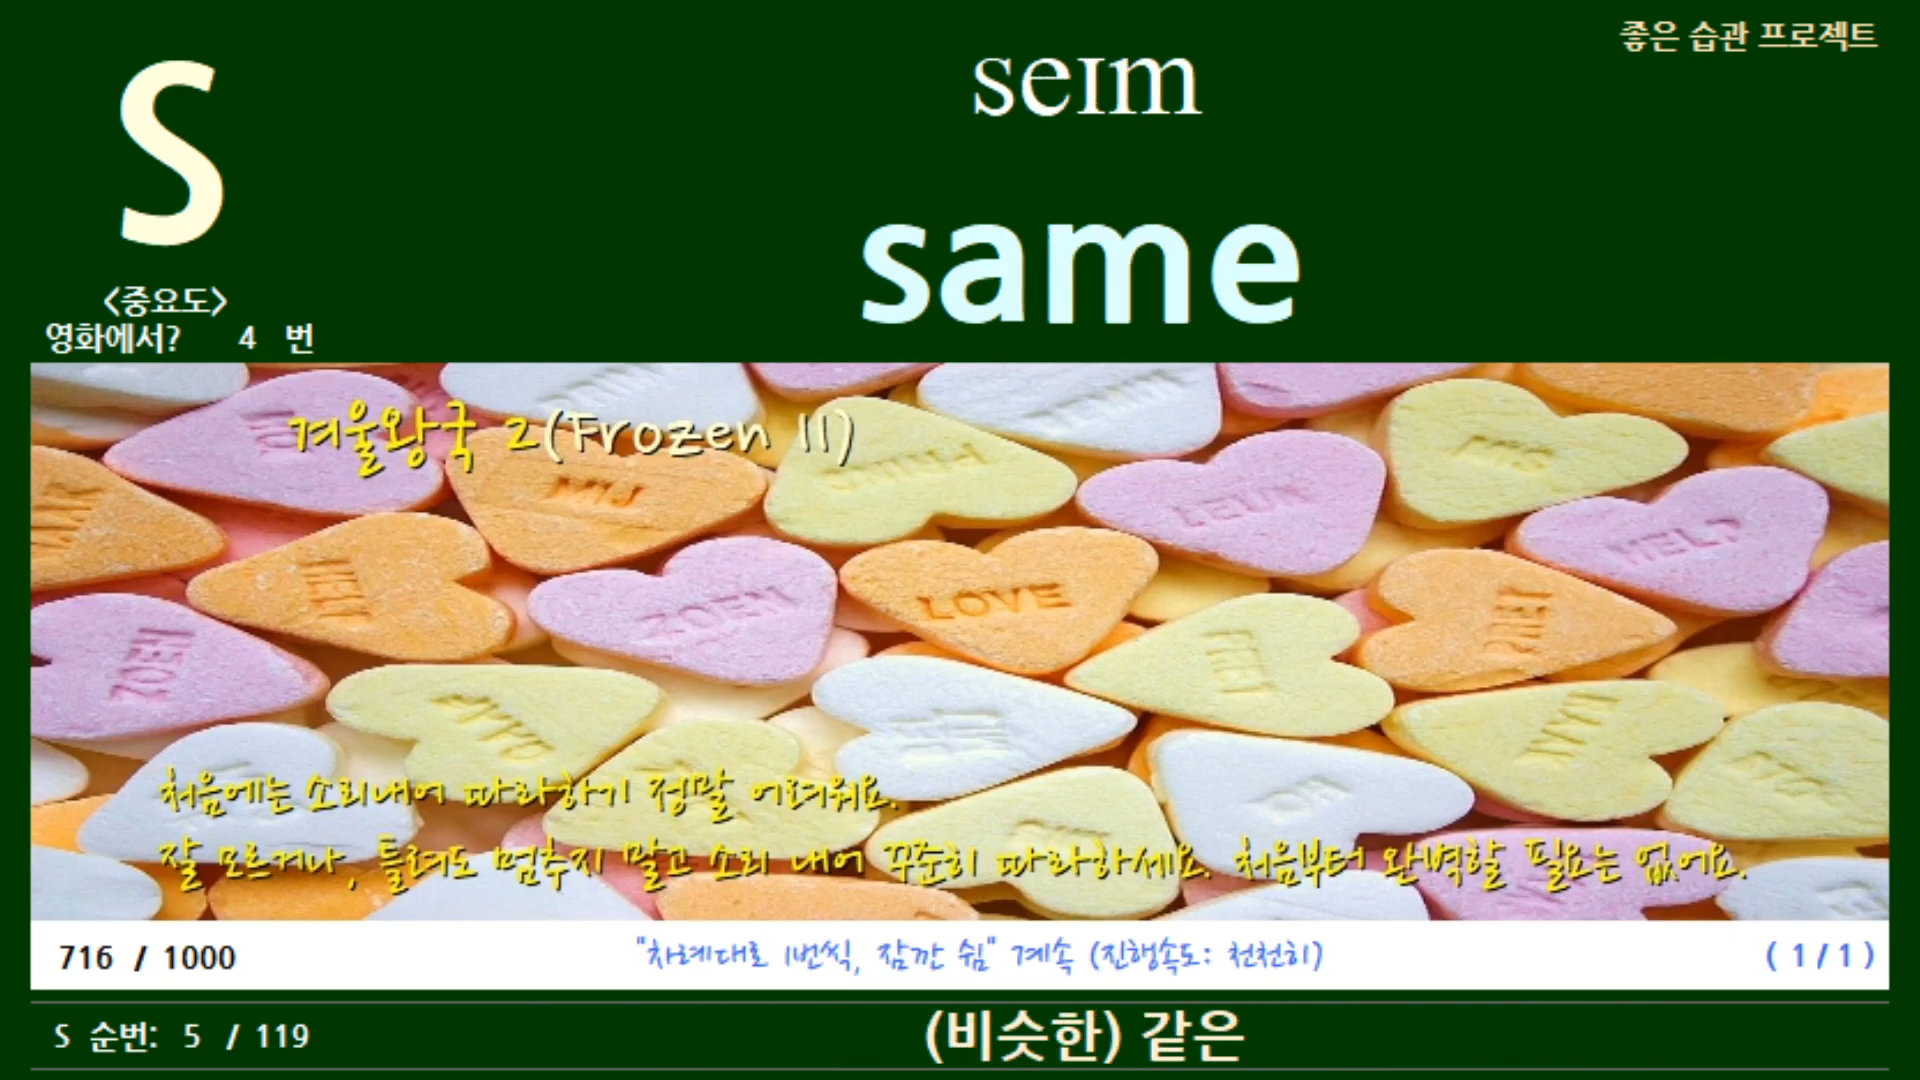 좋은 습관 프로젝트
S
seɪm
same
<중요도>
영화에서? 4 번
겨울왕국 2(Frozen II)
MIJ
LEUK
HELP
ZOEN
LOVE
처음에는 소리내어 따라하기 정말 어려워요.
잘 모르거나, 틀려도 멈추지 말고 소리 내어 꾸준히 따라하세요. 처음부터 완벽할 필요는 없어요.
716 / 1000
"차례대로 1번씩, 잠깐 쉼" 계속 (진행속도: 천천히)
( 1 / 1 )
S 순번: 5 / 119
(비슷한) 같은